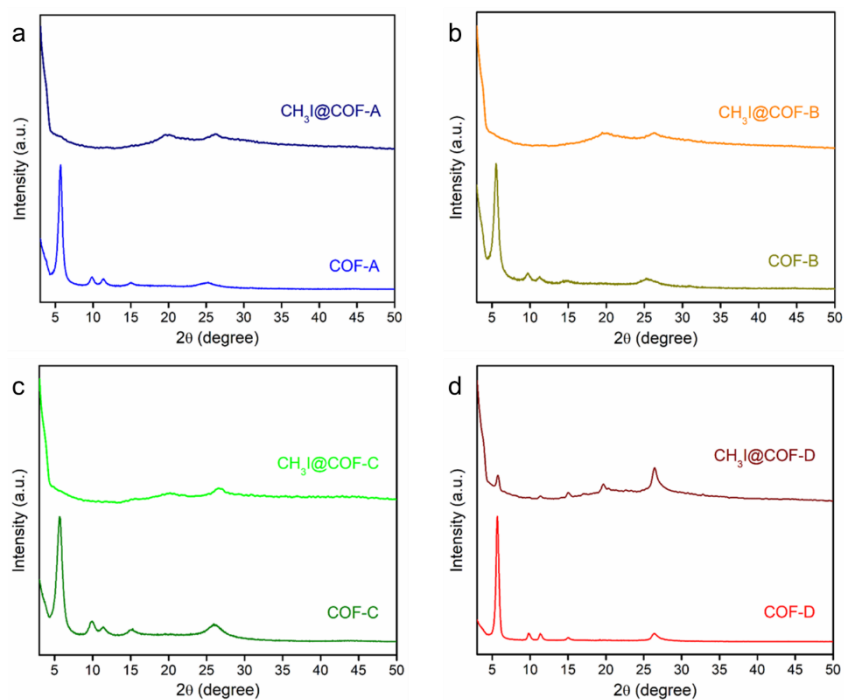 a
Intensity (a.u.)
CH₃I@COF-A
COF-A
5 10 15 20 25 30 35 40 45 50
2θ (degree)
b
Intensity (a.u.)
CH₃I@COF-B
COF-B
5 10 15 20 25 30 35 40 45 50
2θ (degree)
c
Intensity (a.u.)
CH₃I@COF-C
COF-C
5 10 15 20 25 30 35 40 45 50
2θ (degree)
d
Intensity (a.u.)
CH₃I@COF-D
COF-D
5 10 15 20 25 30 35 40 45 50
2θ (degree)